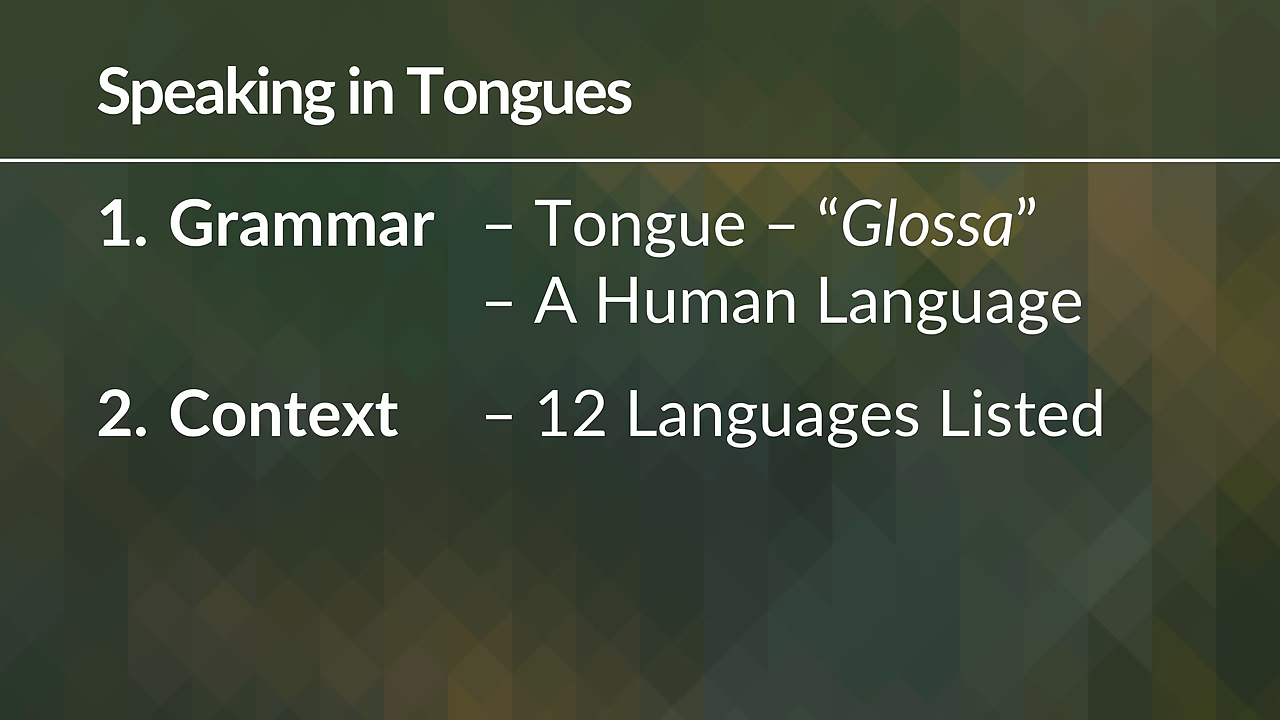 Speaking in Tongues
1. Grammar – Tongue – “Glossa”
– A Human Language
2. Context – 12 Languages Listed